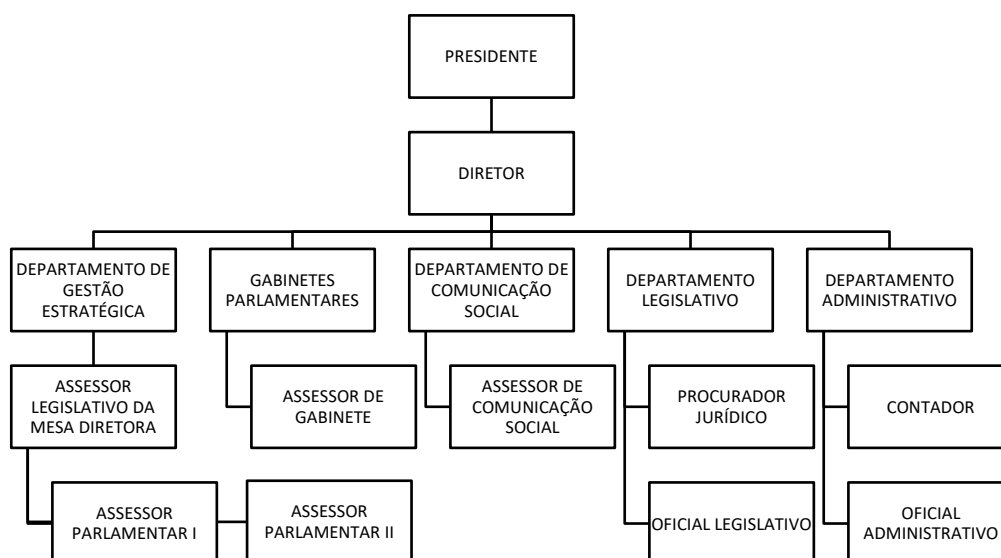 PRESIDENTE
DIRETOR
DEPARTAMENTO DE
GESTÃO
ESTRATÉGICA
GABINETES
PARLAMENTARES
DEPARTAMENTO DE
COMUNICAÇÃO
SOCIAL
DEPARTAMENTO
LEGISLATIVO
DEPARTAMENTO
ADMINISTRATIVO
ASSESSOR
LEGISLATIVO DA
MESA DIRETORA
ASSESSOR DE
GABINETE
ASSESSOR DE
COMUNICAÇÃO
SOCIAL
PROCURADOR
JURÍDICO
CONTADOR
ASSESSOR
PARLAMENTAR I
ASSESSOR
PARLAMENTAR II
OFICIAL LEGISLATIVO
OFICIAL
ADMINISTRATIVO